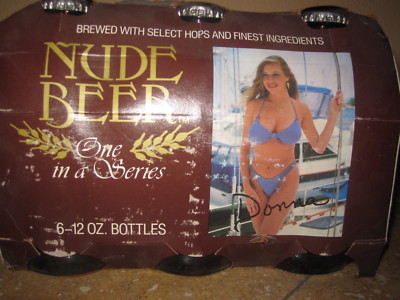 BREWED WITH SELECT HOPS AND FINEST INGREDIENTS
NUDE
BEER
One
in a Series
Donna
6-12 OZ. BOTTLES